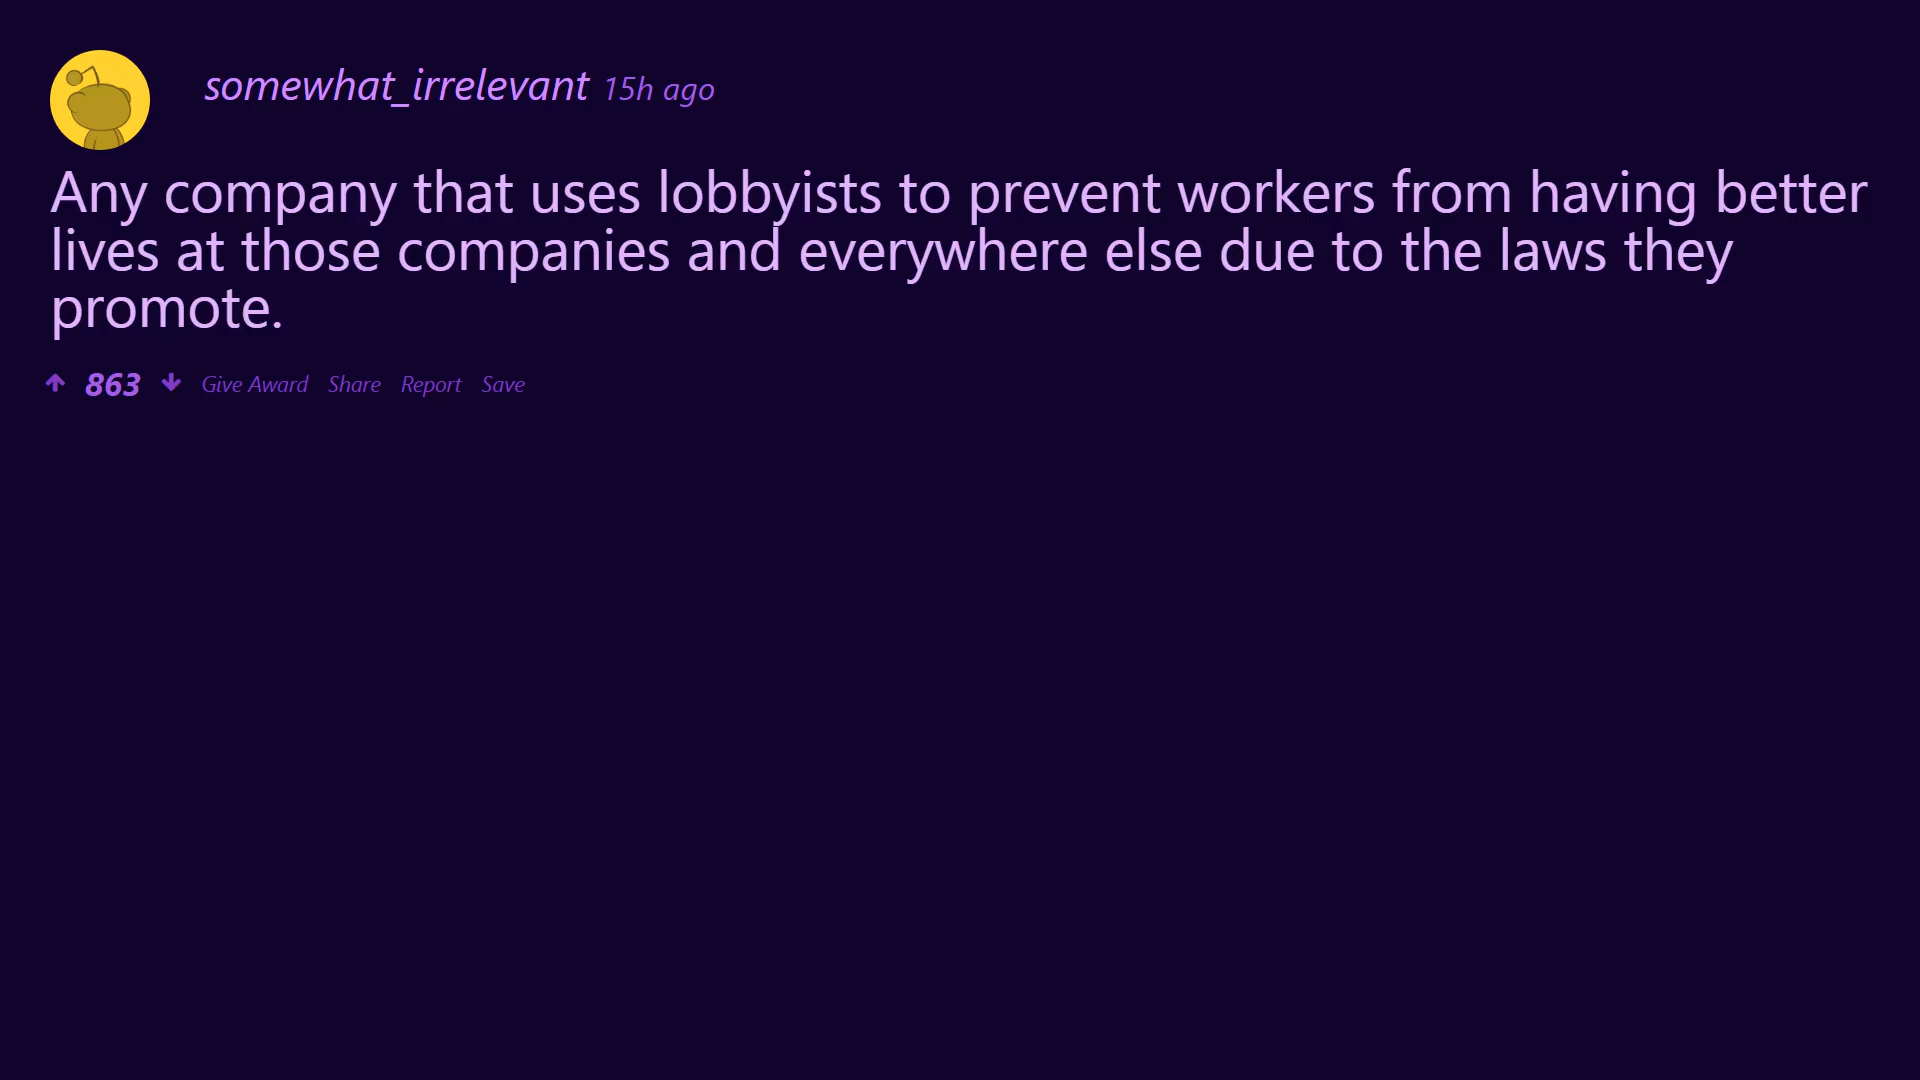 somewhat_irrelevant 15h ago
Any company that uses lobbyists to prevent workers from having better
lives at those companies and everywhere else due to the laws they
promote.
863 Give Award Share Report Save